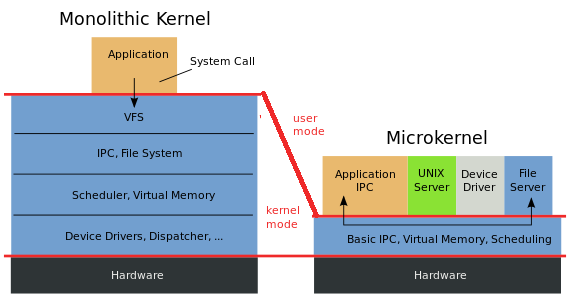 Monolithic Kernel
Application
System Call
VFS
IPC, File System
Scheduler, Virtual Memory
Device Drivers, Dispatcher, ...
Hardware
user
mode
kernel
mode
Microkernel
Application
IPC
UNIX
Server
Device
Driver
File
Server
Basic IPC, Virtual Memory, Scheduling
Hardware